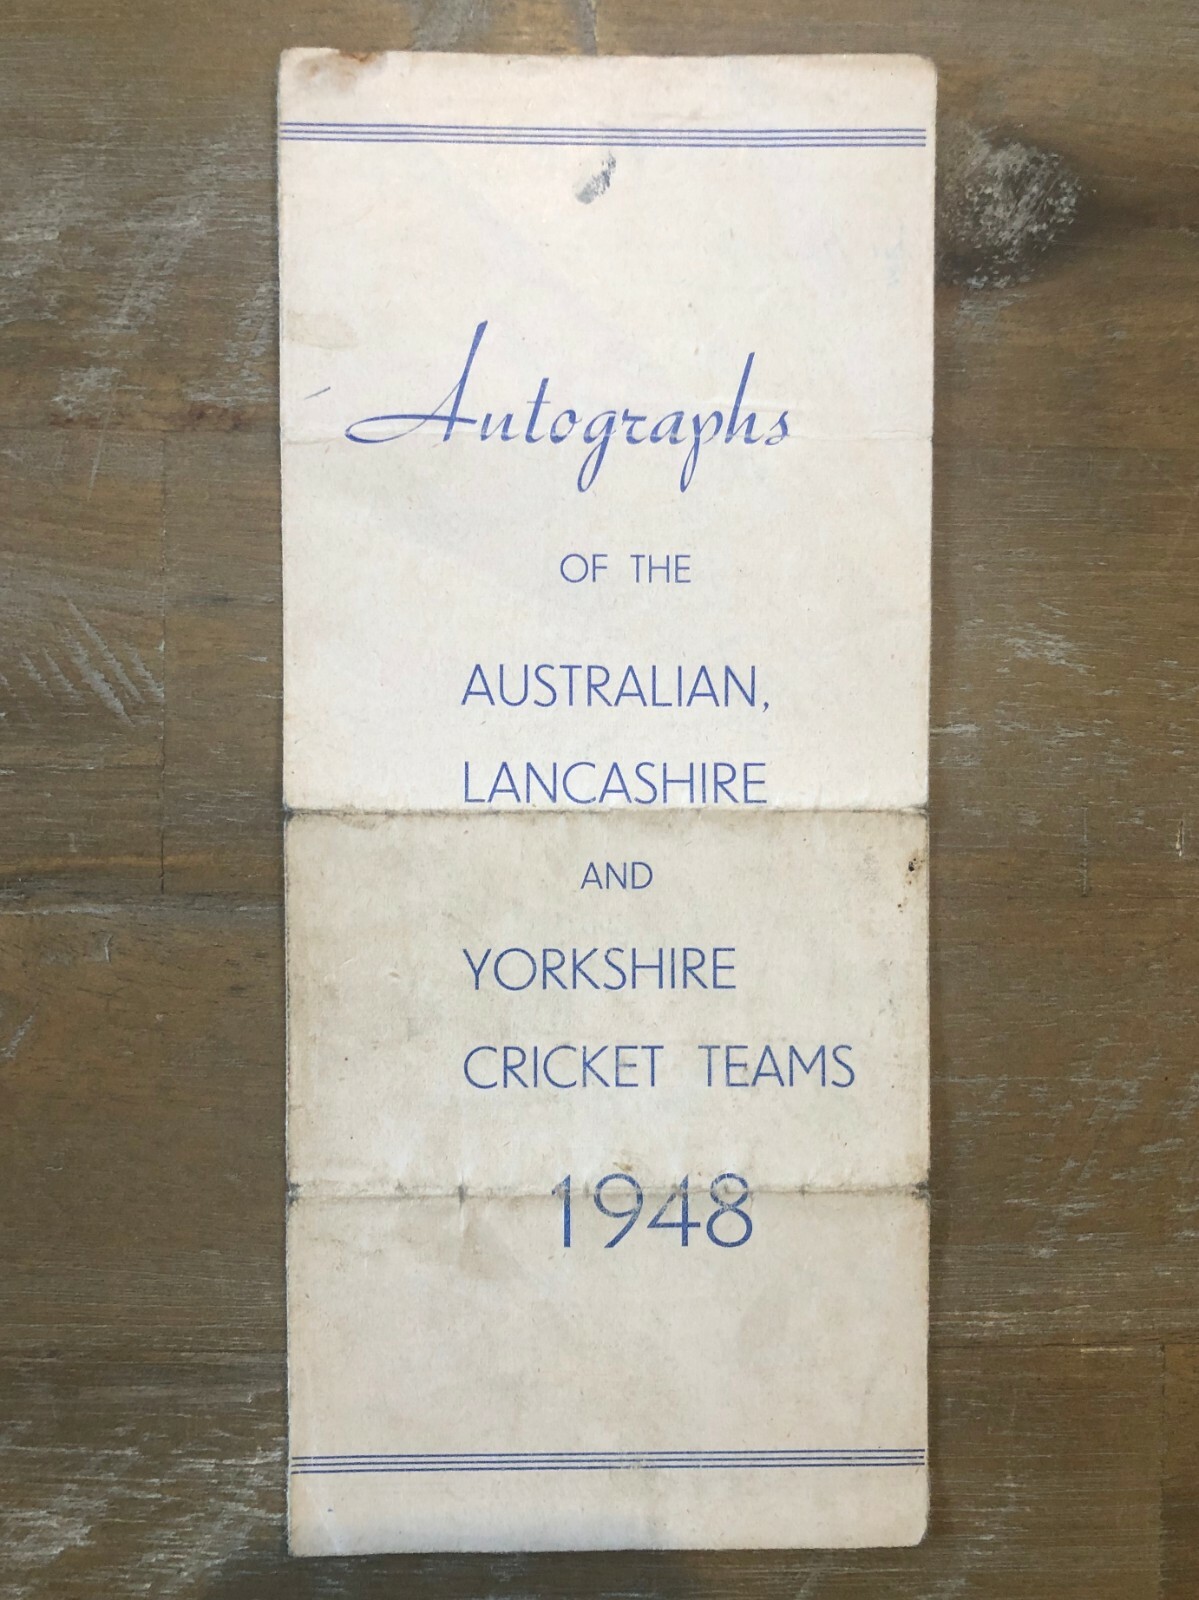 Autographs
OF THE
AUSTRALIAN,
LANCASHIRE
AND
YORKSHIRE
CRICKET TEAMS
1948